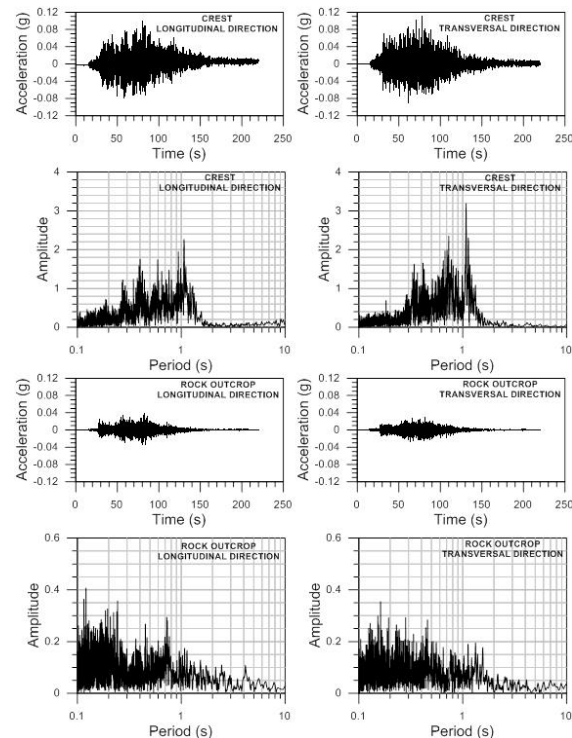 CREST
LONGITUDINAL DIRECTION
Acceleration (g)
0.12
0.08
0.04
0
-0.04
-0.08
-0.12
0 50 100 150 200 250
Time (s)
CREST
TRANSVERSAL DIRECTION
Acceleration (g)
0.12
0.08
0.04
0
-0.04
-0.08
-0.12
0 50 100 150 200 250
Time (s)
CREST
LONGITUDINAL DIRECTION
Amplitude
4
3
2
1
0
0.1 1 10
Period (s)
CREST
TRANSVERSAL DIRECTION
Amplitude
4
3
2
1
0
0.1 1 10
Period (s)
ROCK OUTCROP
LONGITUDINAL DIRECTION
Acceleration (g)
0.12
0.08
0.04
0
-0.04
-0.08
-0.12
0 50 100 150 200 250
Time (s)
ROCK OUTCROP
TRANSVERSAL DIRECTION
Acceleration (g)
0.12
0.08
0.04
0
-0.04
-0.08
-0.12
0 50 100 150 200 250
Time (s)
ROCK OUTCROP
LONGITUDINAL DIRECTION
Amplitude
0.6
0.4
0.2
0
0.1 1 10
Period (s)
ROCK OUTCROP
TRANSVERSAL DIRECTION
Amplitude
0.6
0.4
0.2
0
0.1 1 10
Period (s)